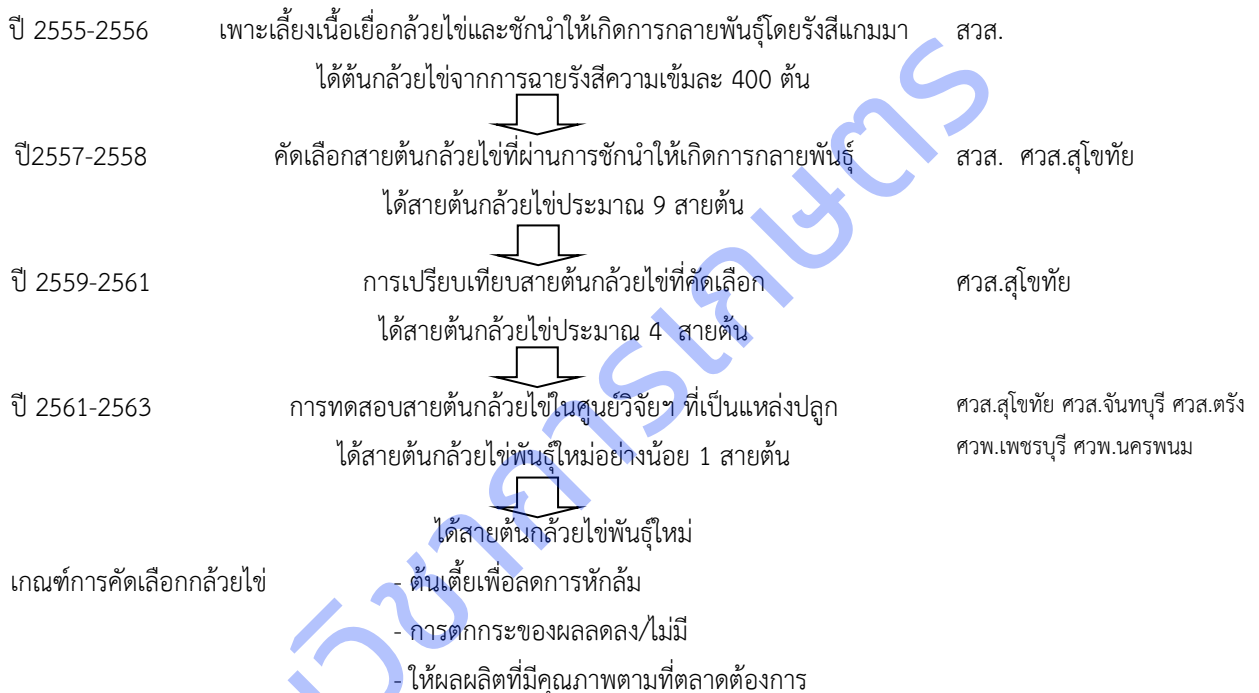 ปี 2555-2556 เพาะเลี้ยงเนื้อเยื่อกล้วยไข่และชักนำให้เกิดการกลายพันธุ์โดยรังสีแกมมา สวส.
ได้ต้นกล้วยไข่จากการฉายรังสีความเข้มละ 400 ต้น
ปี2557-2558 คัดเลือกสายต้นกล้วยไข่ที่ผ่านการชักนำให้เกิดการกลายพันธุ์ สวส. ศวส.สุโขทัย
ได้สายต้นกล้วยไข่ประมาณ 9 สายต้น
ปี 2559-2561 การเปรียบเทียบสายต้นกล้วยไข่ที่คัดเลือก ศวส.สุโขทัย
ได้สายต้นกล้วยไข่ประมาณ 4 สายต้น
ปี 2561-2563 การทดสอบสายต้นกล้วยไข่ในศูนย์วิจัยฯ ที่เป็นแหล่งปลูก ศวส.สุโขทัย ศวส.จันทบุรี ศวส.ตรัง
ได้สายต้นกล้วยไข่พันธุ์ใหม่อย่างน้อย 1 สายต้น ศวพ.เพชรบุรี ศวพ.นครพนม
ได้สายต้นกล้วยไข่พันธุ์ใหม่
เกณฑ์การคัดเลือกกล้วยไข่ - ต้นเตี้ยเพื่อลดการหักล้ม
- การตกกระของผลลดลง/ไม่มี
- ให้ผลผลิตที่มีคุณภาพตามที่ตลาดต้องการ
วิชาการเกษตร